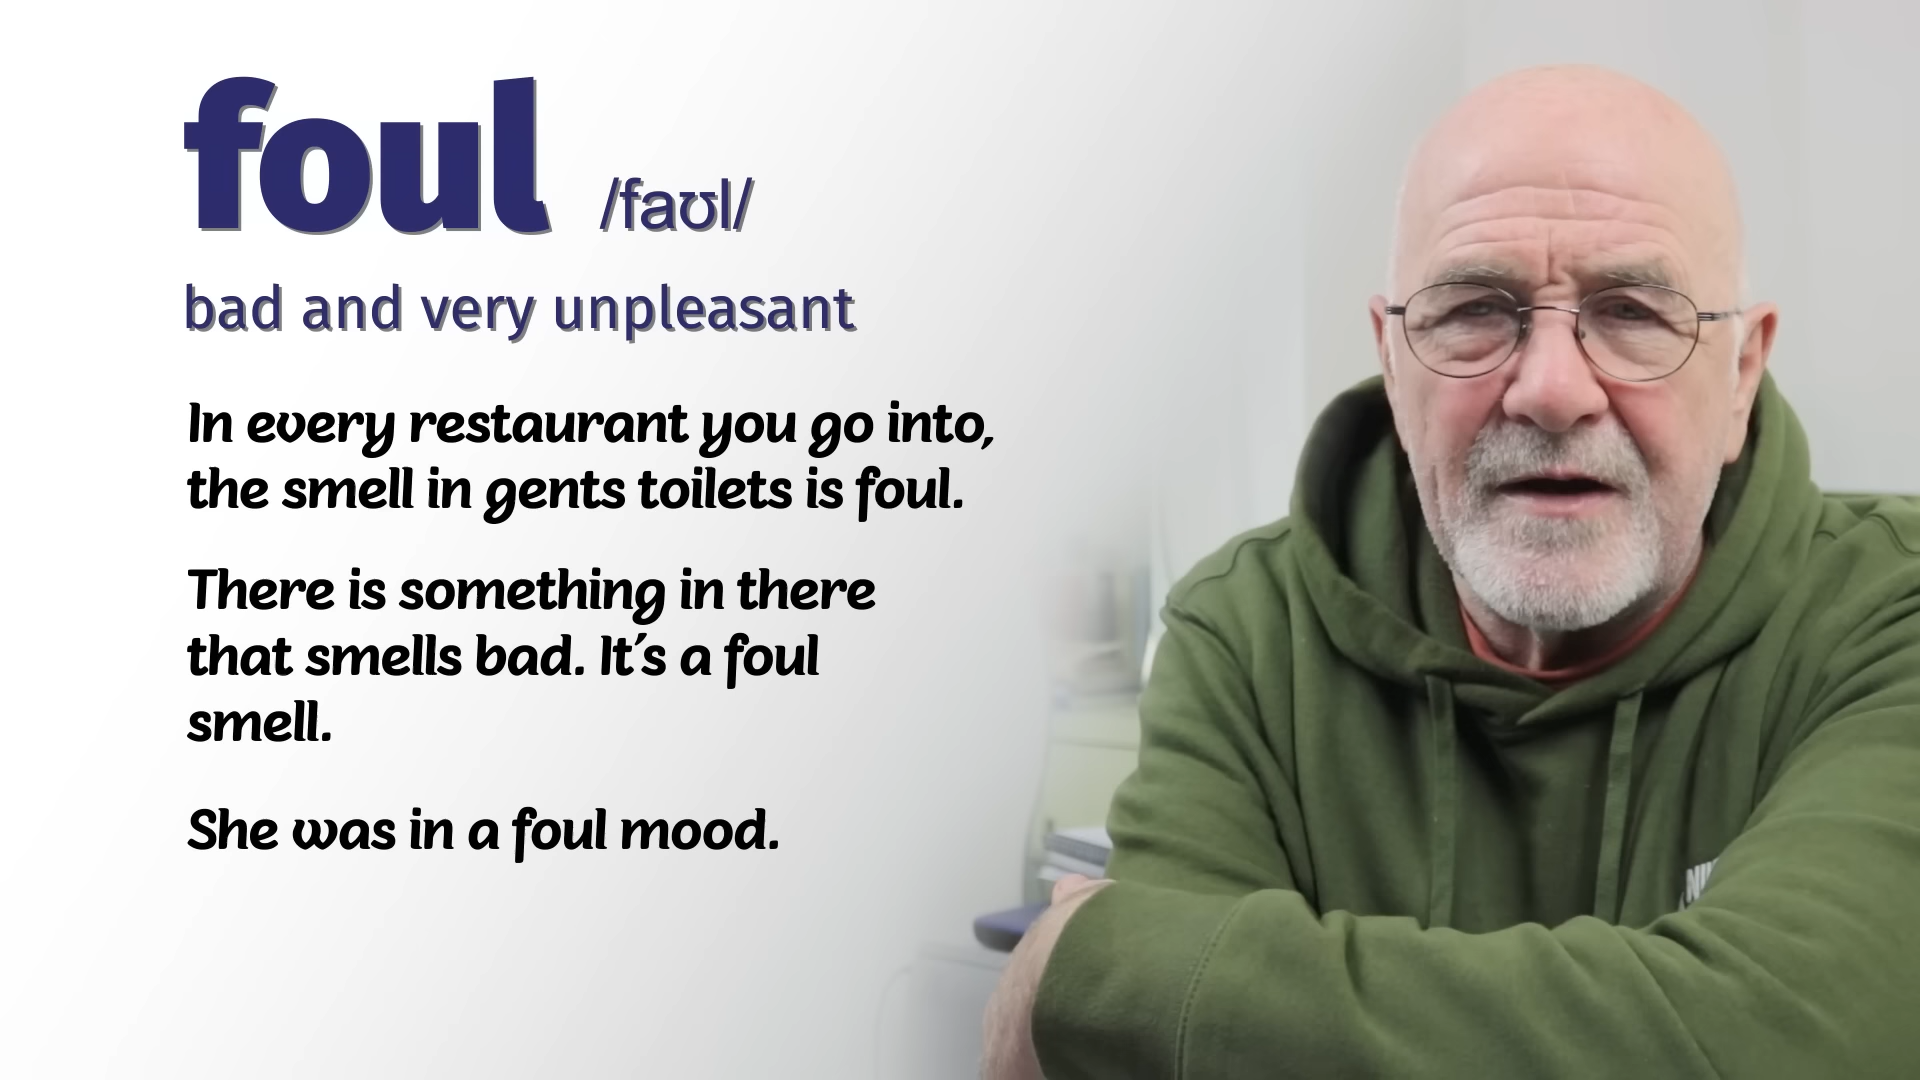 foul /faʊl/
bad and very unpleasant
In every restaurant you go into,
the smell in gents toilets is foul.
There is something in there
that smells bad. It's a foul
smell.
She was in a foul mood.